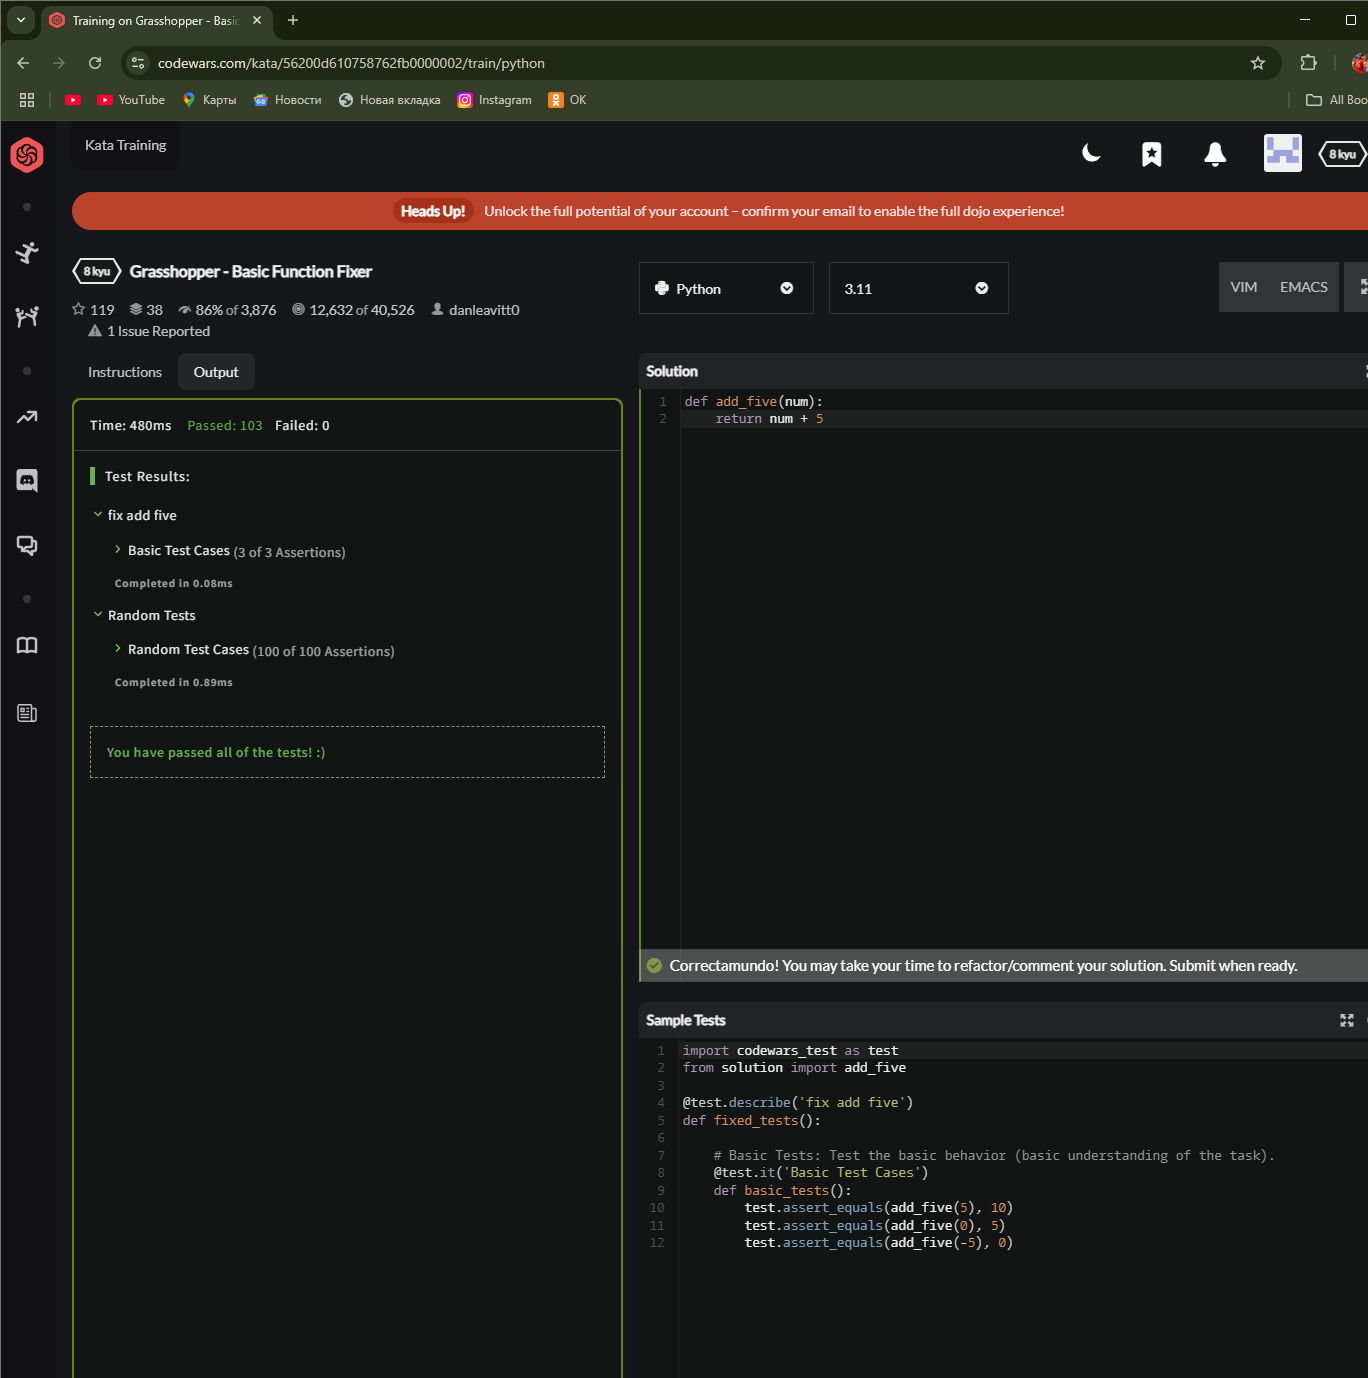 Training on Grasshopper - Basic
codewars.com/kata/56200d610758762fb0000002/train/python
YouTube
Карты
Новости
Новая вкладка
Instagram
OK
All Boo
Kata Training
8 kyu
Heads Up! Unlock the full potential of your account – confirm your email to enable the full dojo experience!
8 kyu Grasshopper - Basic Function Fixer
119 38 86% of 3,876 12,632 of 40,526 danleavitt0
1 Issue Reported
Python
3.11
VIM EMACS
Instructions Output
Time: 480ms Passed: 103 Failed: 0
Test Results:
fix add five
Basic Test Cases (3 of 3 Assertions)
Completed in 0.08ms
Random Tests
Random Test Cases (100 of 100 Assertions)
Completed in 0.89ms
You have passed all of the tests! :)
Solution
1 def add_five(num):
2     return num + 5
Correctamundo! You may take your time to refactor/comment your solution. Submit when ready.
Sample Tests
1 import codewars_test as test
2 from solution import add_five
3
4 @test.describe('fix add five')
5 def fixed_tests():
6
7     # Basic Tests: Test the basic behavior (basic understanding of the task).
8     @test.it('Basic Test Cases')
9     def basic_tests():
10         test.assert_equals(add_five(5), 10)
11         test.assert_equals(add_five(0), 5)
12         test.assert_equals(add_five(-5), 0)